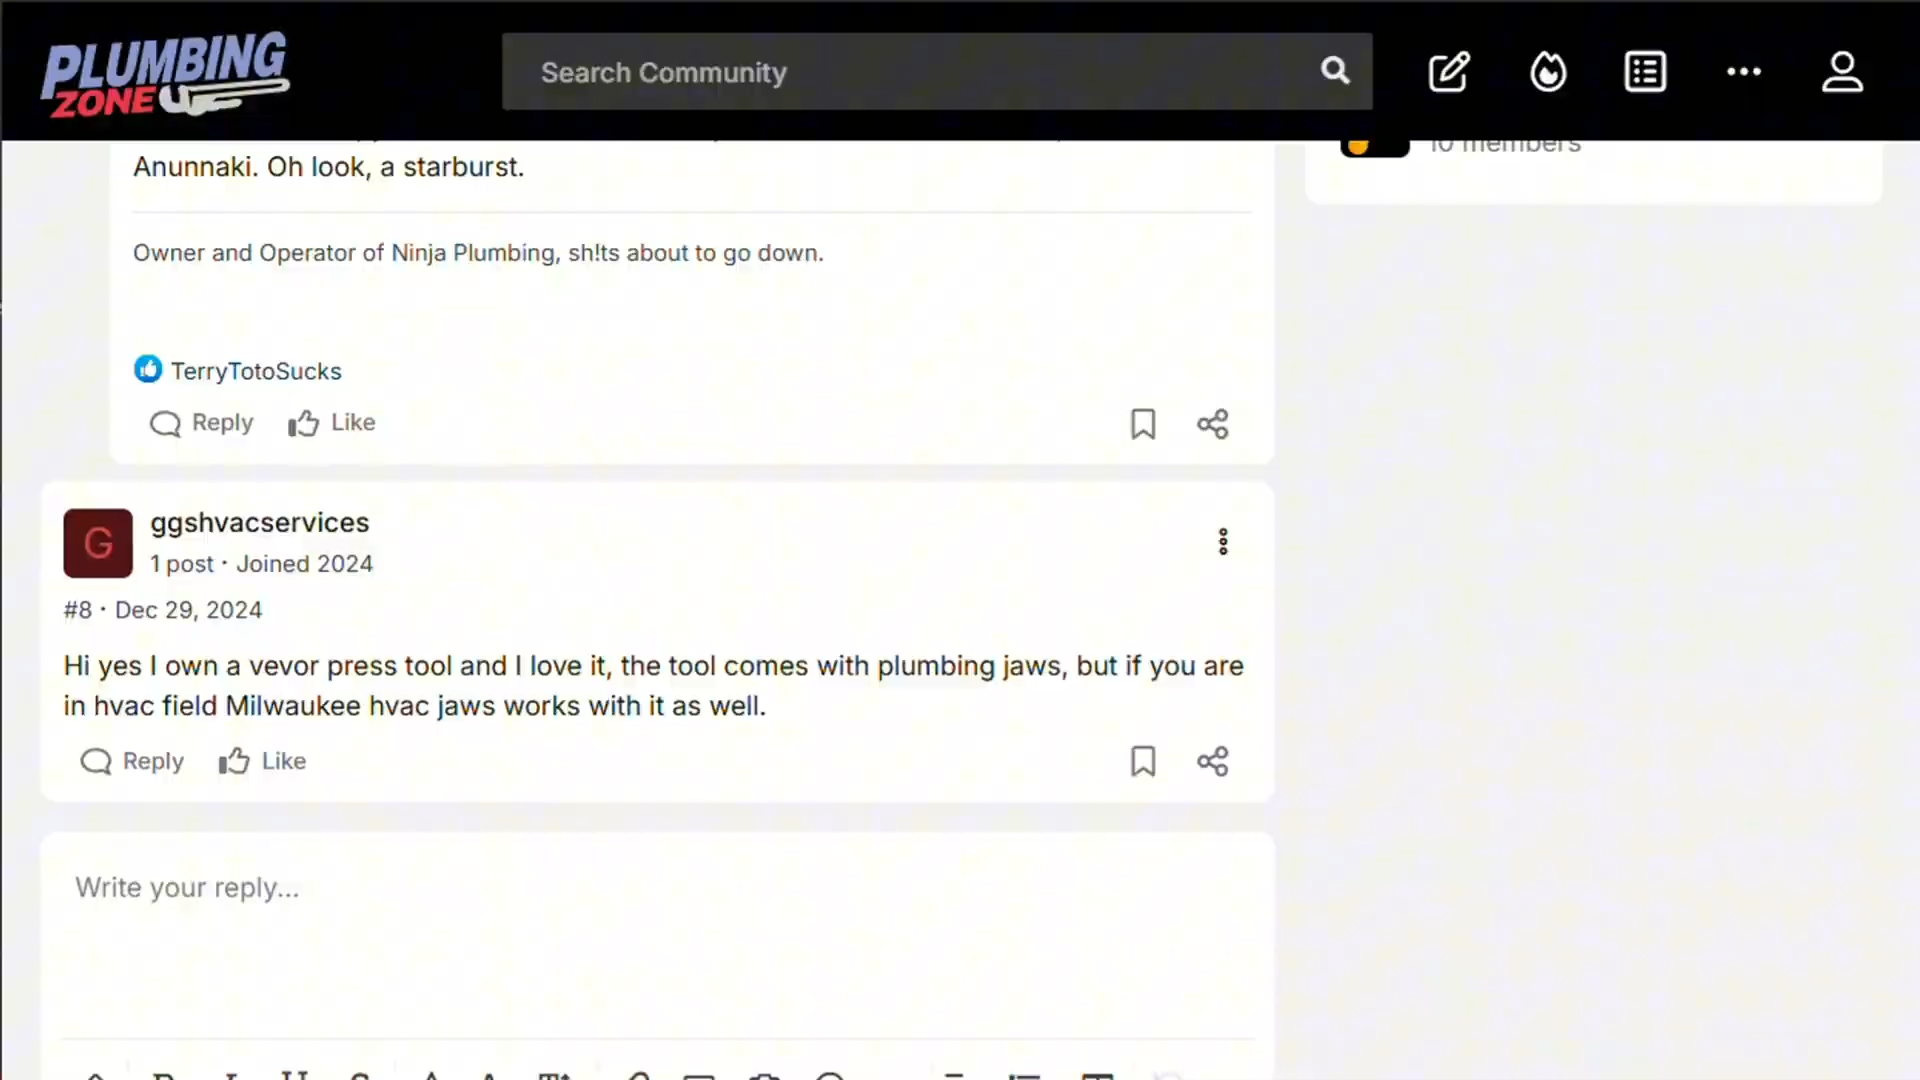 PLUMBING
ZONE
Search Community
10 members
Anunnaki. Oh look, a starburst.
Owner and Operator of Ninja Plumbing, sh!ts about to go down.
TerryTotoSucks
Reply Like
G
ggshvacservices
1 post · Joined 2024
#8 · Dec 29, 2024
Hi yes I own a vevor press tool and I love it, the tool comes with plumbing jaws, but if you are
in hvac field Milwaukee hvac jaws works with it as well.
Reply Like
Write your reply...